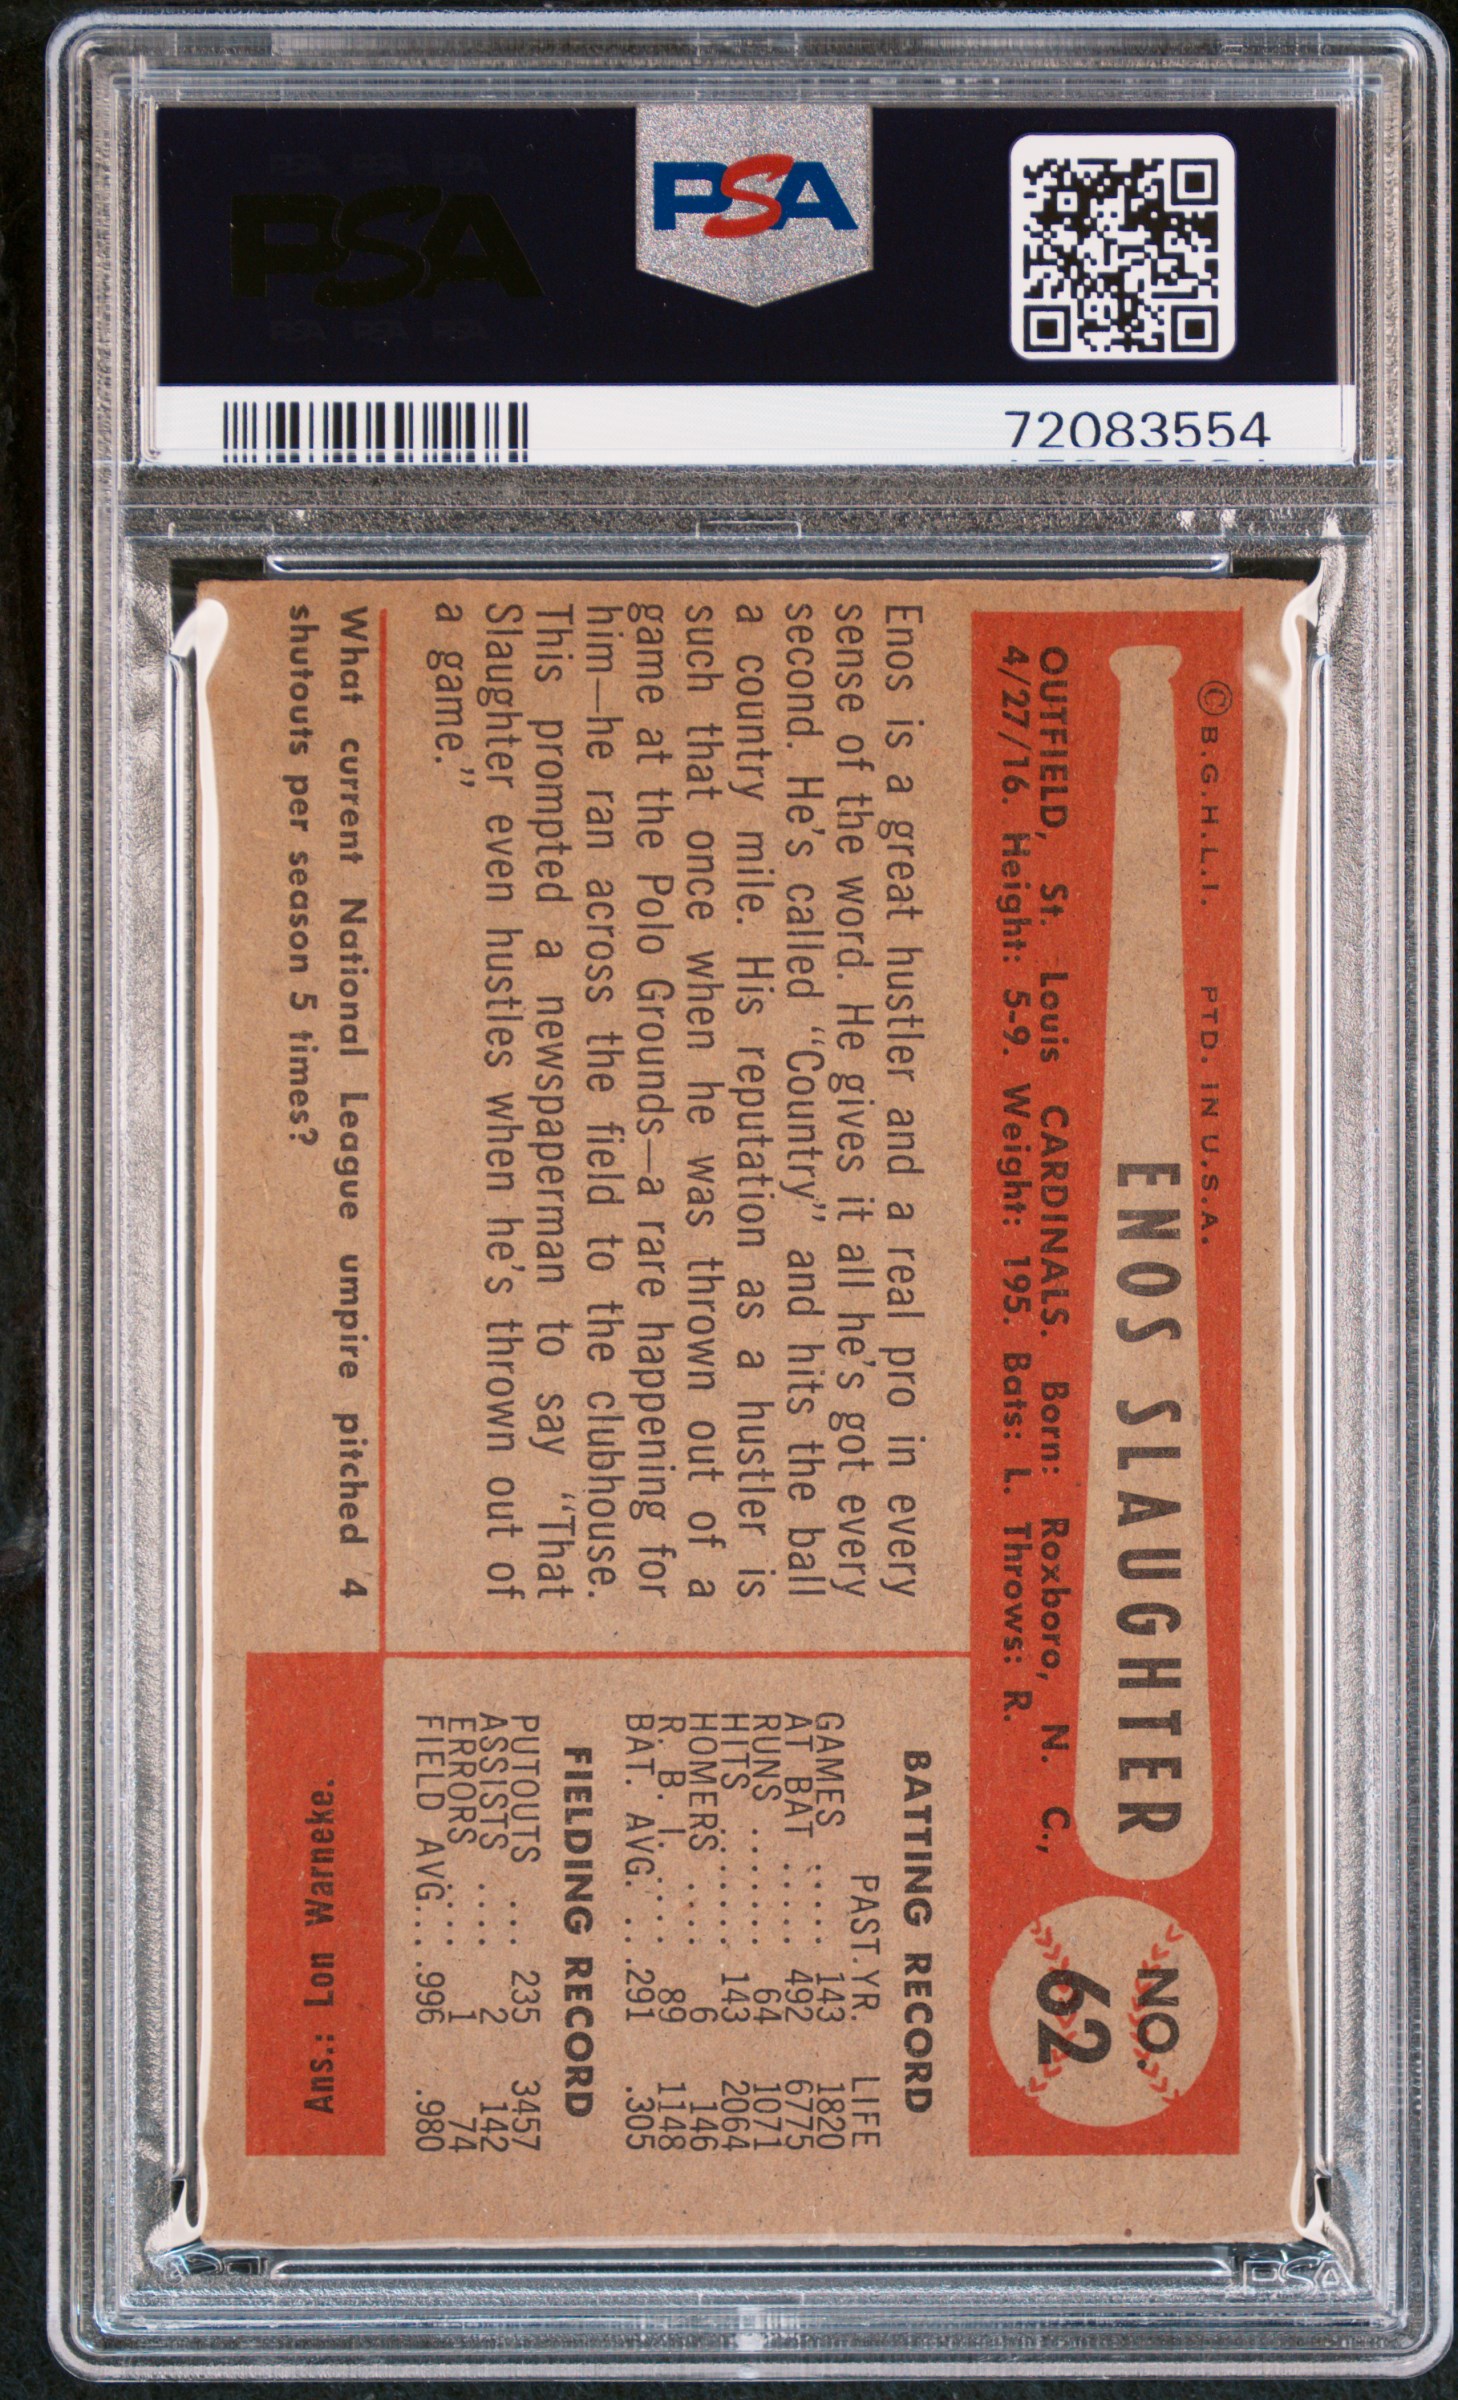 PSA PSA PSA
PSA
PSA PSA PSA
PSA
72083554
© B.G.H.L.I. PTD. IN U.S.A.
ENOS SLAUGHTER
NO.
62
OUTFIELD, St. Louis CARDINALS. Born: Roxboro, N. C.,
4/27/16. Height: 5-9. Weight: 195. Bats: L. Throws: R.
Enos is a great hustler and a real pro in every
sense of the word. He gives it all he's got every
second. He's called "Country" and hits the ball
a country mile. His reputation as a hustler is
such that once when he was thrown out of a
game at the Polo Grounds—a rare happening for
him—he ran across the field to the clubhouse.
This prompted a newspaperman to say "That
Slaughter even hustles when he's thrown out of
a game."
BATTING RECORD
PAST.YR. LIFE
GAMES ..... 143 1820
AT BAT ..... 492 6775
RUNS ....... 64 1071
HITS ....... 143 2064
HOMERS ..... 6 146
R. B. I. .... 89 1148
BAT. AVG. .. .291 .305
FIELDING RECORD
PUTOUTS ... 235 3457
ASSISTS .... 2 142
ERRORS .... 1 74
FIELD AVG... .996 .980
What current National League umpire pitched 4
shutouts per season 5 times?
Ans.: Lon Warneke.
PSA